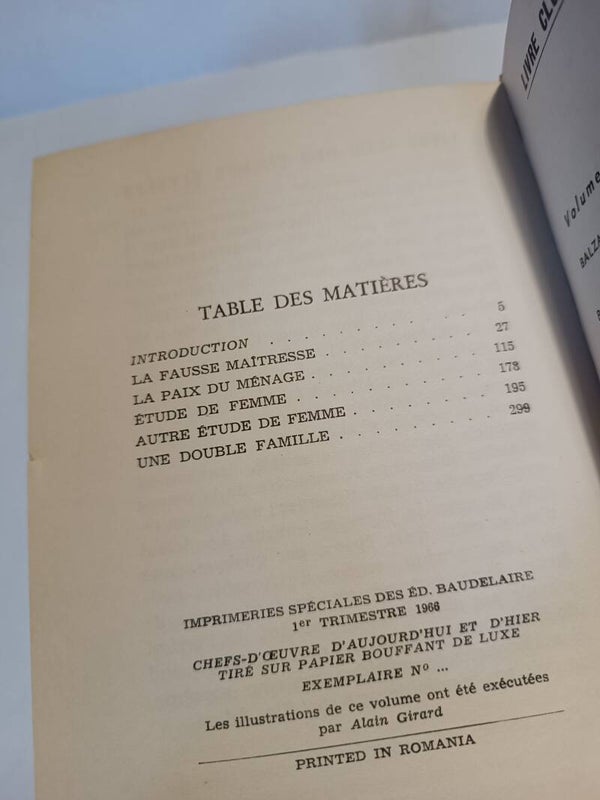 TABLE DES MATIÈRES
INTRODUCTION . . . . . . . . . . . 5
LA FAUSSE MAÎTRESSE . . . . . . . . 27
LA PAIX DU MÉNAGE . . . . . . . . . 115
ÉTUDE DE FEMME . . . . . . . . . . 173
AUTRE ÉTUDE DE FEMME . . . . . . . 195
UNE DOUBLE FAMILLE . . . . . . . . 299
IMPRIMERIES SPÉCIALES DES ÉD. BAUDELAIRE
1er TRIMESTRE 1966
CHEFS-D'ŒUVRE D'AUJOURD'HUI ET D'HIER
TIRÉ SUR PAPIER BOUFFANT DE LUXE
EXEMPLAIRE No ...
Les illustrations de ce volume ont été exécutées
par Alain Girard
PRINTED IN ROMANIA
LIVRE
Volume